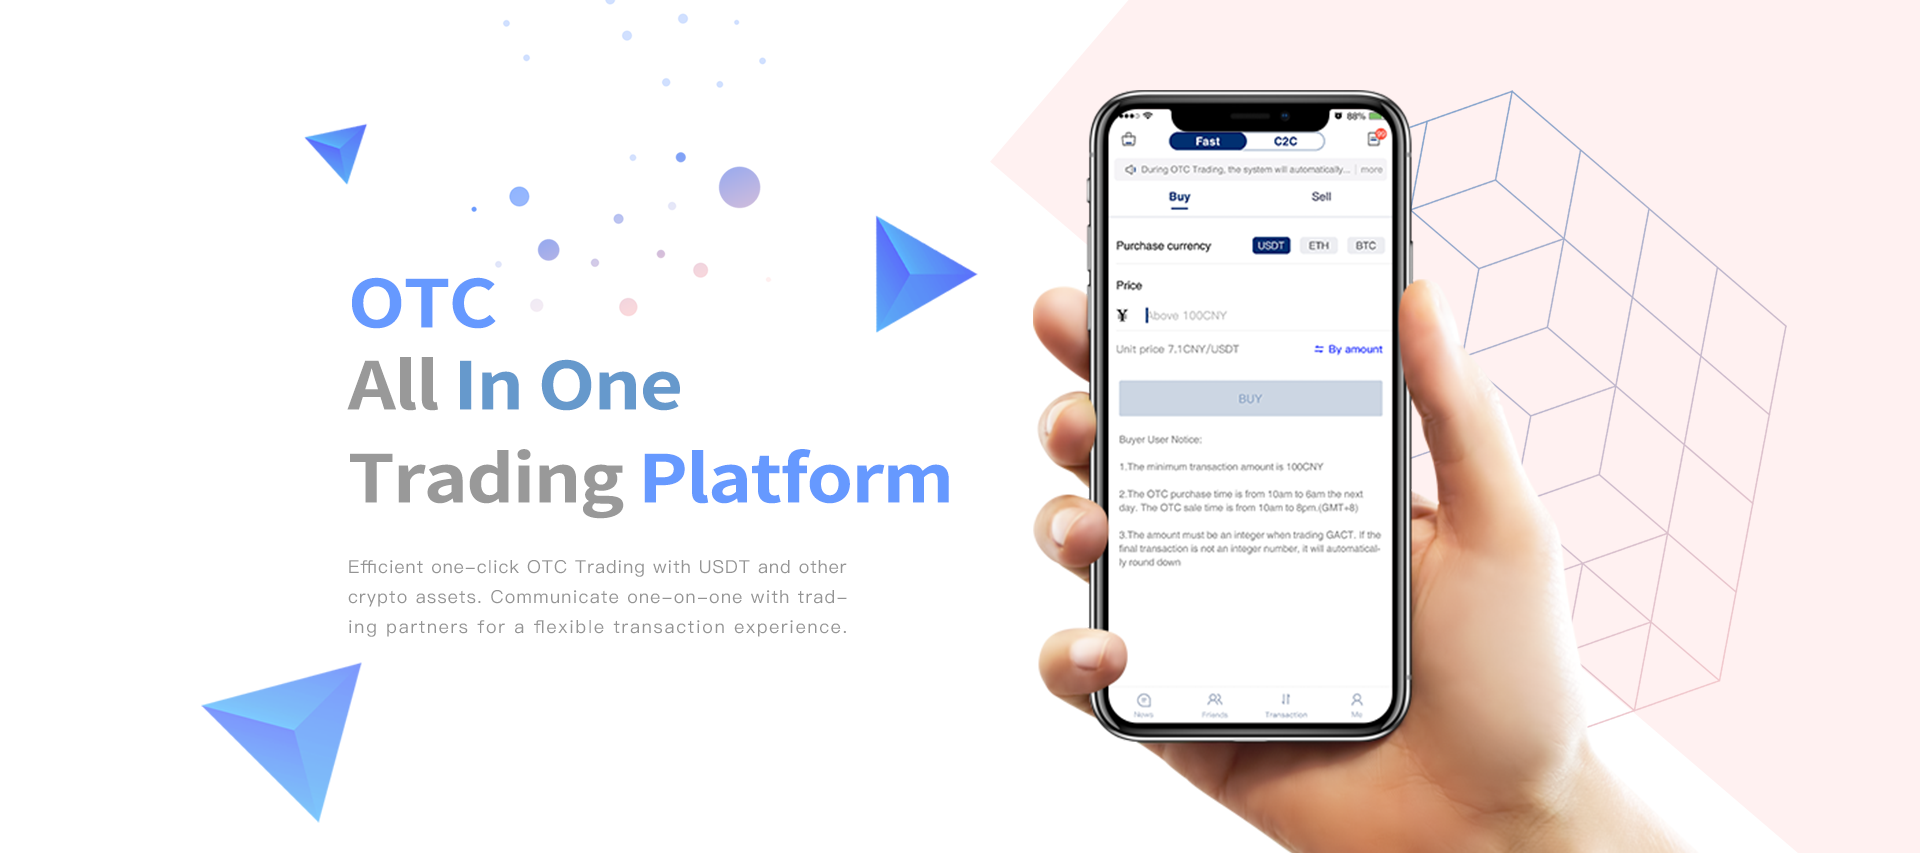 OTC
All In One
Trading Platform
Efficient one-click OTC Trading with USDT and other
crypto assets. Communicate one-on-one with trad-
ing partners for a flexible transaction experience.
88%
Fast C2C
99
During OTC Trading, the system will automatically... more
Buy Sell
Purchase currency USDT ETH BTC
Price
¥ Above 100CNY
Unit price 7.1CNY/USDT By amount
BUY
Buyer User Notice:
1.The minimum transaction amount is 100CNY
2.The OTC purchase time is from 10am to 6am the next
day. The OTC sale time is from 10am to 8pm.(GMT+8)
3.The amount must be an integer when trading GACT. If the
final transaction is not an integer number, it will automatical-
ly round down
News Friends Transaction Me